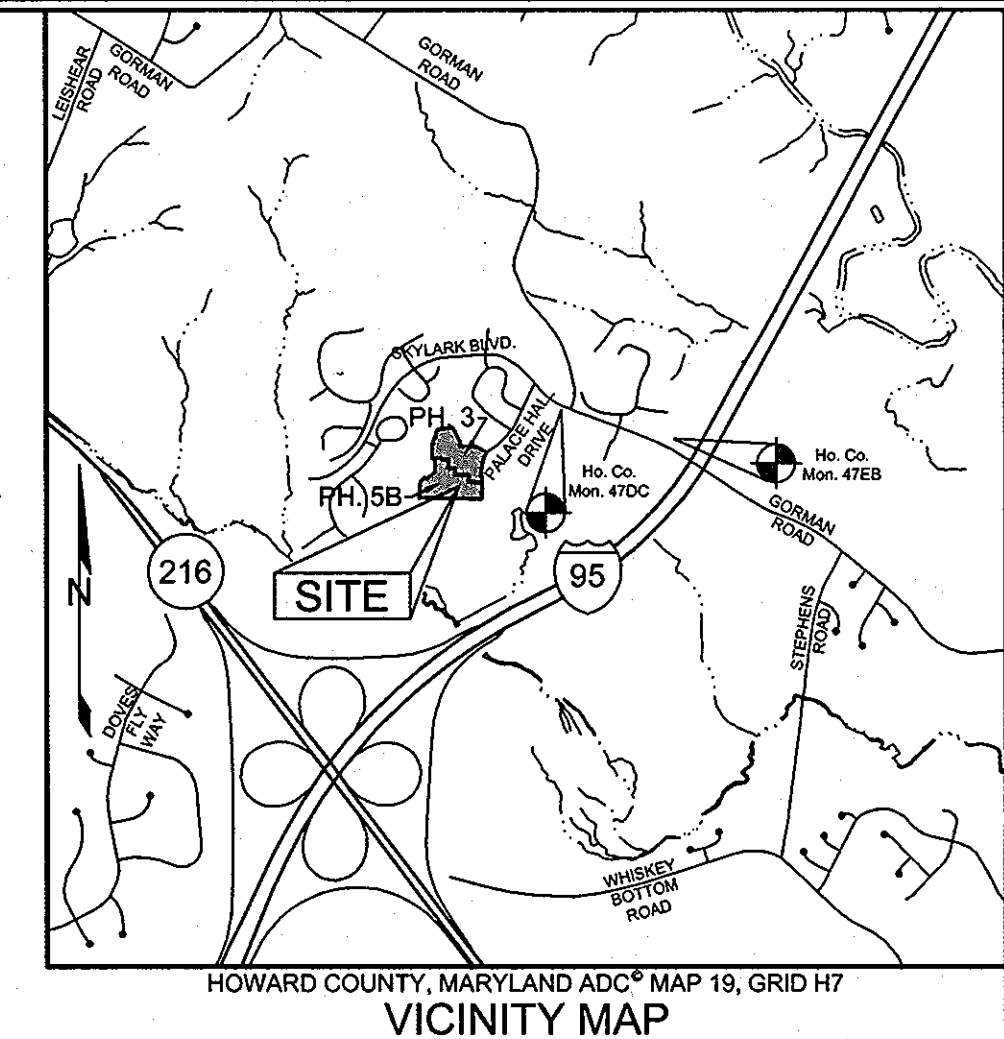 LEISHEAR
ROAD
GORMAN
ROAD
GORMAN
ROAD
SKYLARK BLVD.
PH. 3
PALACE HALL
DRIVE
PH. 5B
Ho. Co.
Mon. 47DC
Ho. Co.
Mon. 47EB
GORMAN
ROAD
216
SITE
95
N
STEPHENS
ROAD
DOVES
FLY
WAY
WHISKEY
BOTTOM
ROAD
HOWARD COUNTY, MARYLAND ADC© MAP 19, GRID H7
VICINITY MAP